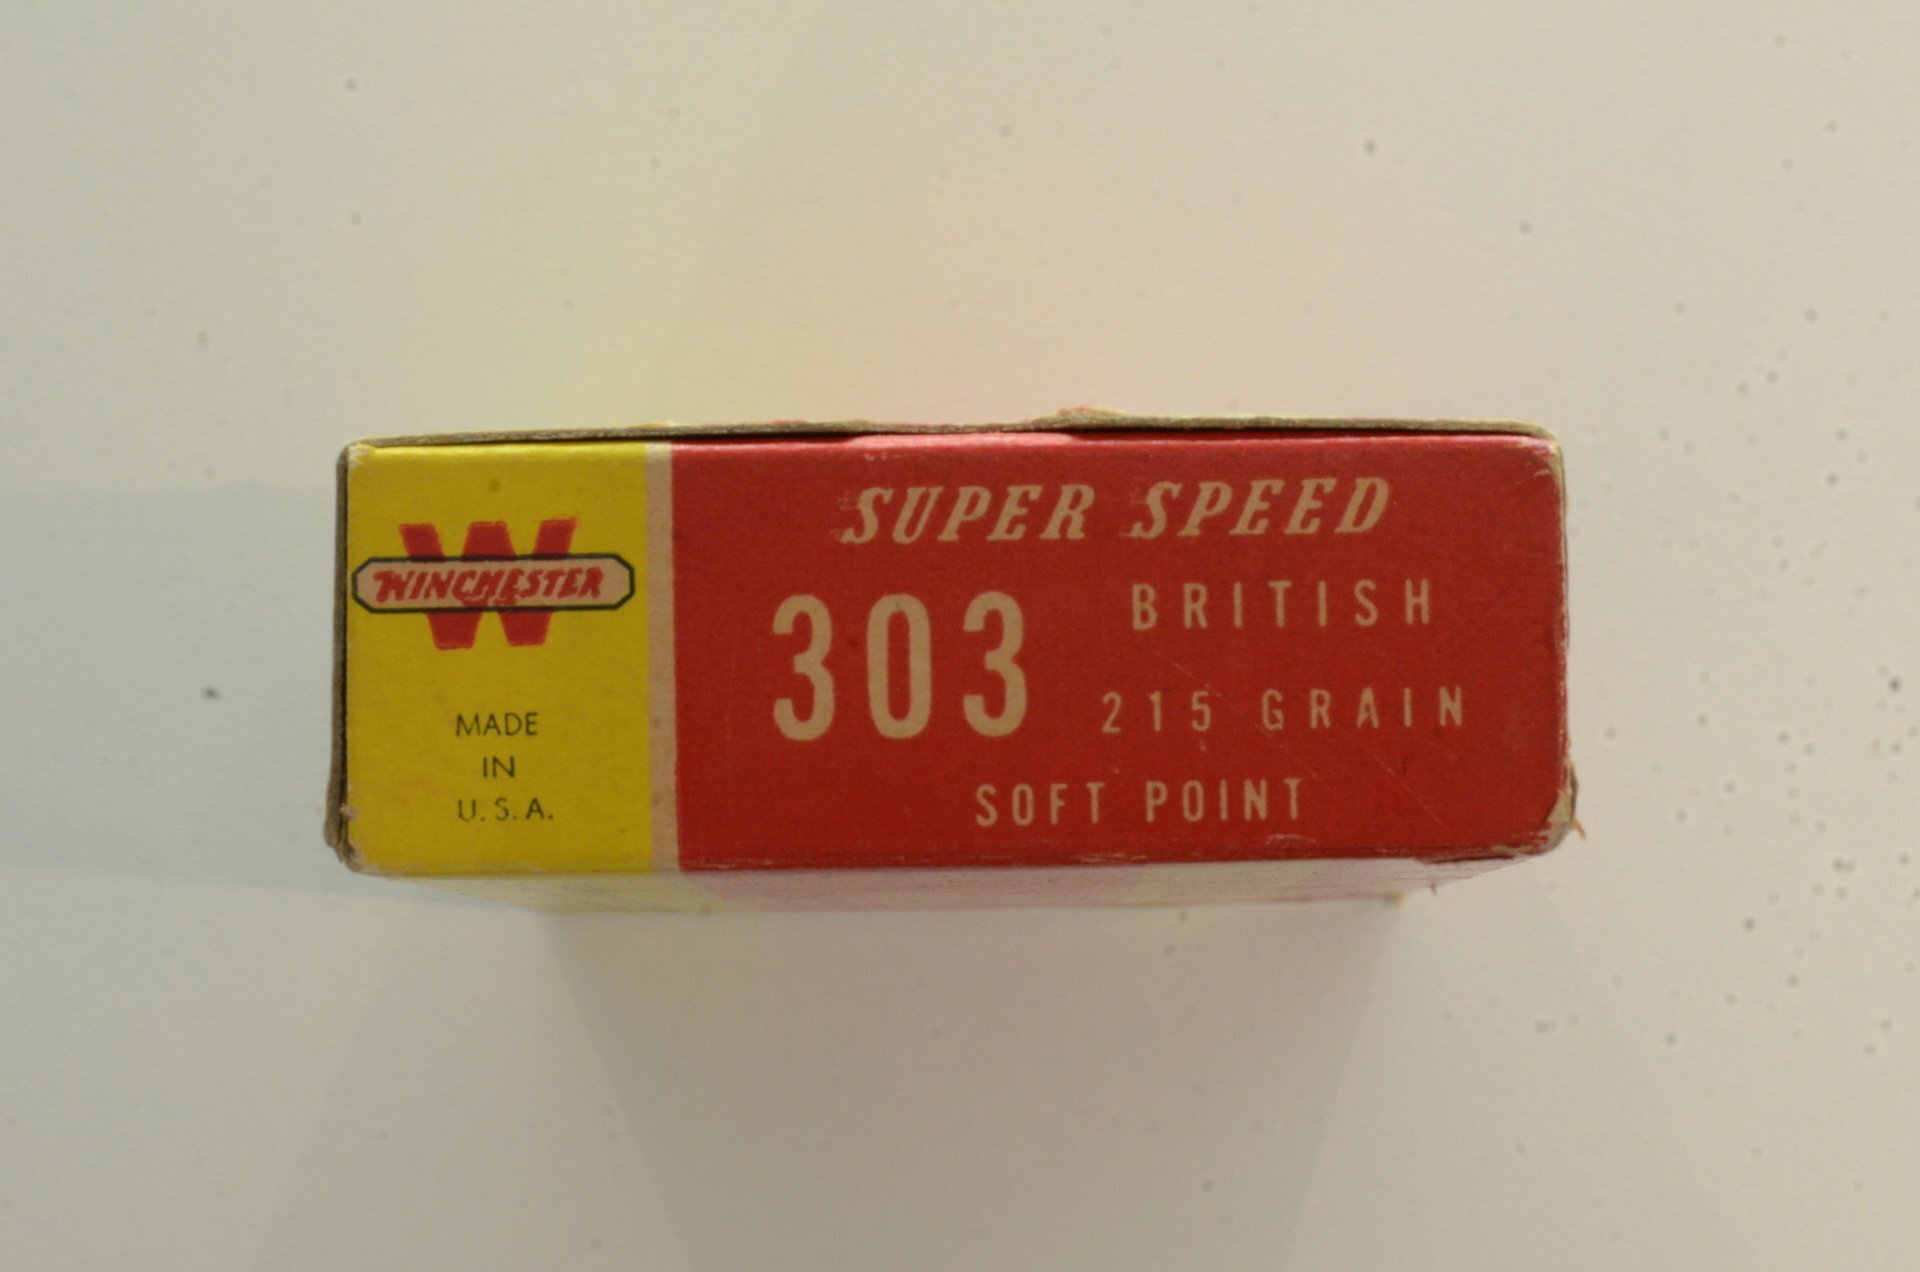 W
WINCHESTER
MADE
IN
U.S.A.
SUPER SPEED
303
BRITISH
215 GRAIN
SOFT POINT